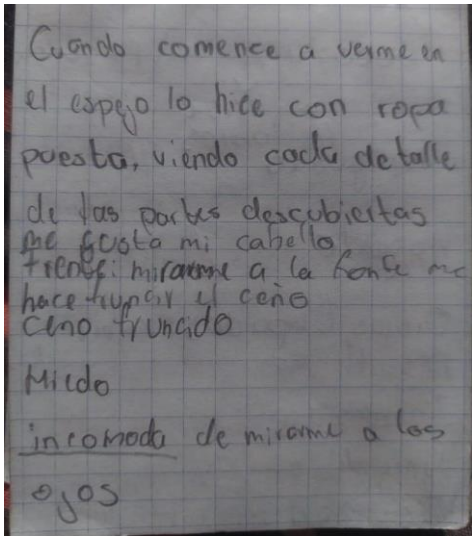 Cuando comence a verme en
el espejo lo hice con ropa
puesta, viendo cada detalle
de las partes descubiertas
me gusta mi cabello
frente: mirarme a la frente me
hace fruncir el ceño
ceno fruncido
Miedo
incomoda de mirarme a los
ojos